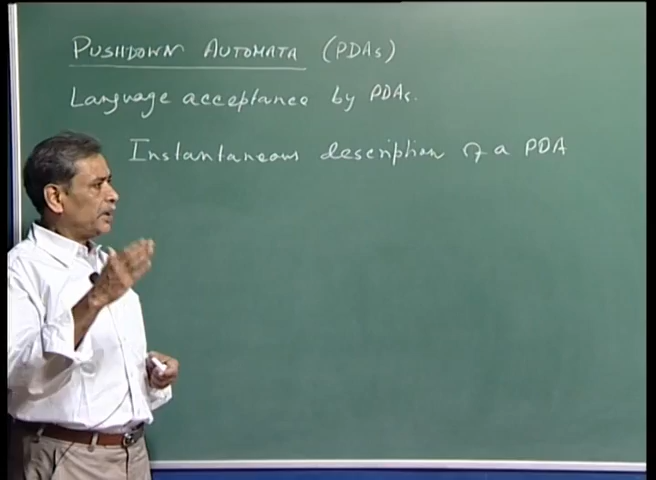 PUSHDOWN AUTOMATA (PDAs)
Language acceptance by PDAs.
Instantaneous description of a PDA